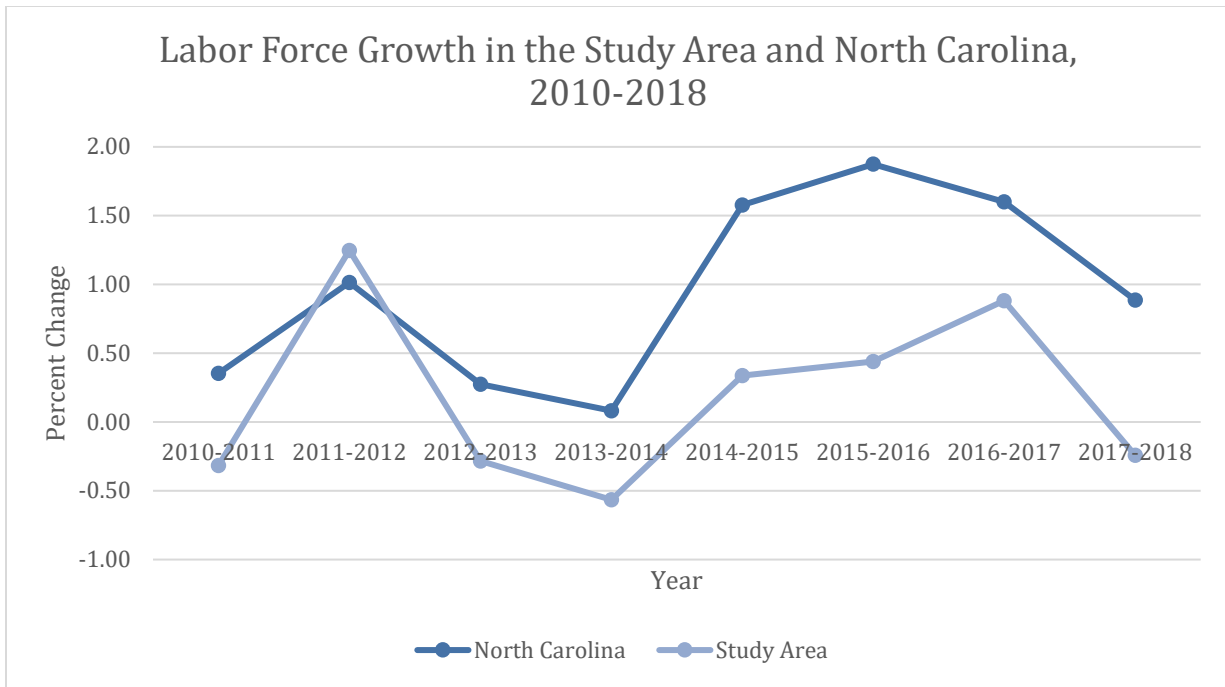 Labor Force Growth in the Study Area and North Carolina,
2010-2018
2.00
1.50
1.00
0.50
0.00
-0.50
-1.00
Percent Change
2010-2011 2011-2012 2012-2013 2013-2014 2014-2015 2015-2016 2016-2017 2017-2018
Year
North Carolina Study Area